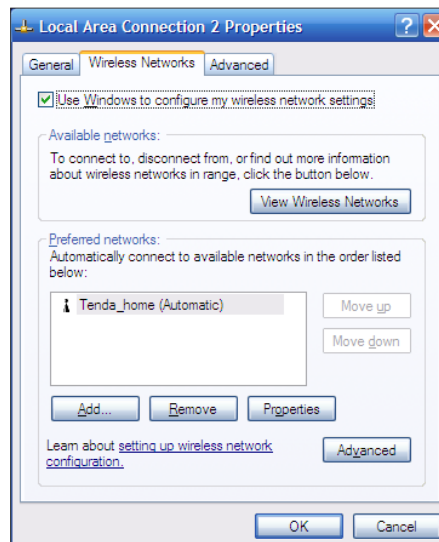 Local Area Connection 2 Properties
General
Wireless Networks
Advanced
Use Windows to configure my wireless network settings
Available networks:
To connect to, disconnect from, or find out more information
about wireless networks in range, click the button below.
View Wireless Networks
Preferred networks:
Automatically connect to available networks in the order listed
below:
Tenda_home (Automatic)
Move up
Move down
Add...
Remove
Properties
Learn about setting up wireless network
configuration.
Advanced
OK
Cancel